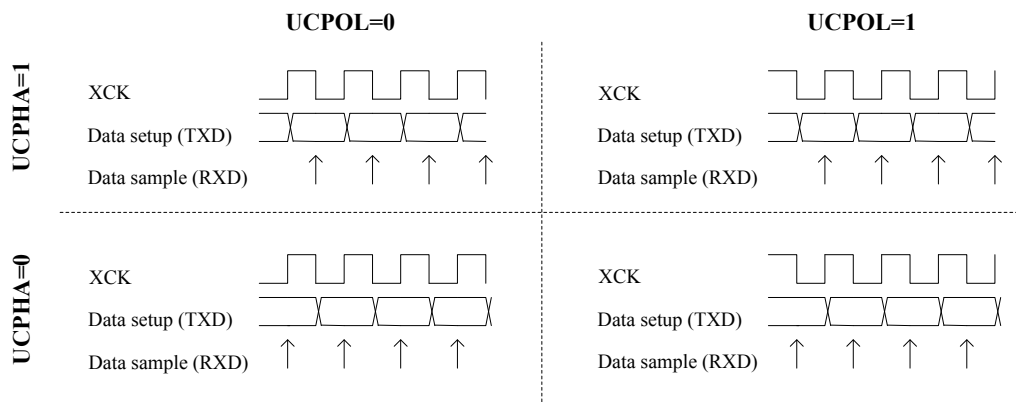 UCPOL=0
UCPOL=1
UCPHA=1
XCK
Data setup (TXD)
Data sample (RXD)
XCK
Data setup (TXD)
Data sample (RXD)
UCPHA=0
XCK
Data setup (TXD)
Data sample (RXD)
XCK
Data setup (TXD)
Data sample (RXD)